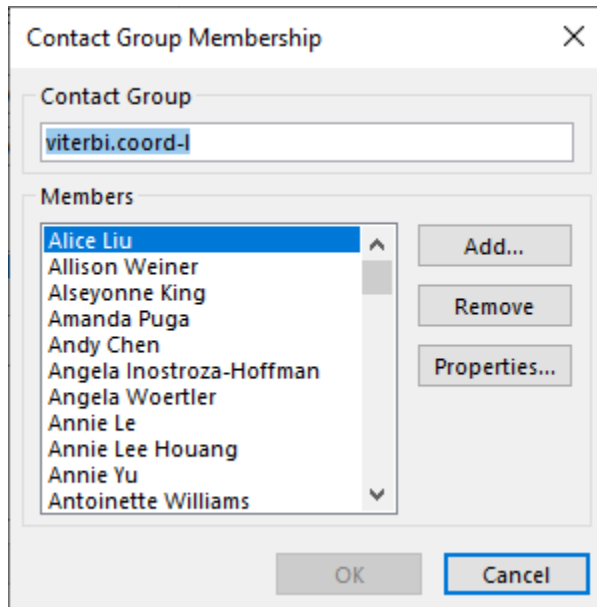 Contact Group Membership
Contact Group
viterbi.coord-l
Members
Alice Liu
Allison Weiner
Alseyonne King
Amanda Puga
Andy Chen
Angela Inostroza-Hoffman
Angela Woertler
Annie Le
Annie Lee Houang
Annie Yu
Antoinette Williams
Add...
Remove
Properties...
OK
Cancel